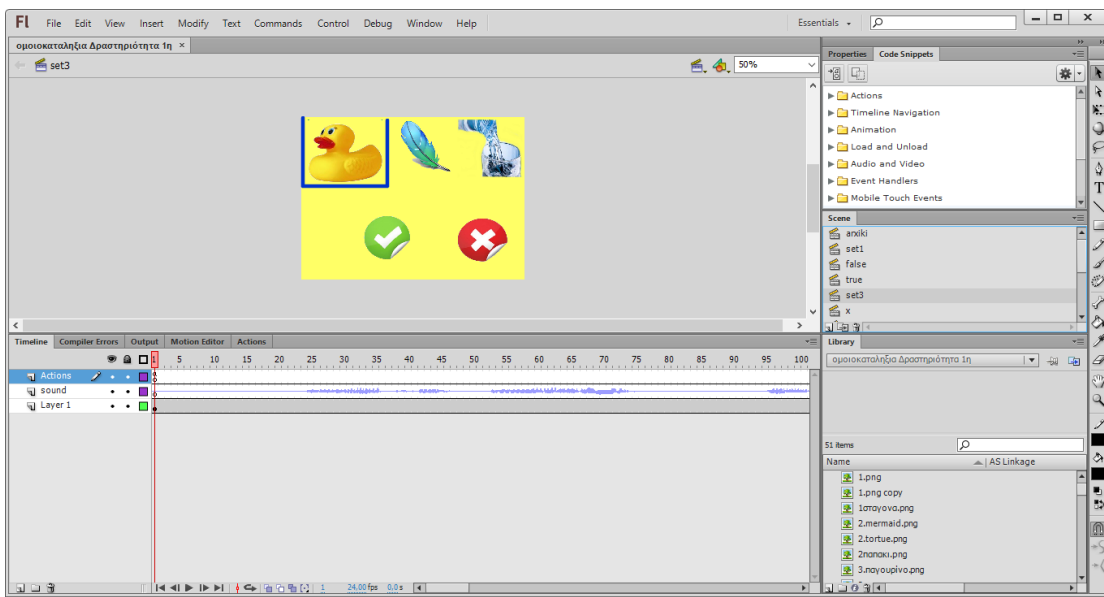 Fl File Edit View Insert Modify Text Commands Control Debug Window Help Essentials
ομοιοκαταληξια Δραστηριότητα 1η ×
set3 50%
Properties Code Snippets
Actions
Timeline Navigation
Animation
Load and Unload
Audio and Video
Event Handlers
Mobile Touch Events
Scene
arxiki
set1
false
true
set3
x
Timeline Compiler Errors Output Motion Editor Actions
1 5 10 15 20 25 30 35 40 45 50 55 60 65 70 75 80 85 90 95 100
Actions
sound
Layer 1
1 24.00 fps 0.0 s
Library
ομοιοκαταληξια Δραστηριότητα 1η
51 items
Name AS Linkage
1.png
1.png copy
1σταγονα.png
2.mermaid.png
2.tortue.png
2παπακι.png
3.παγουρίνο.png